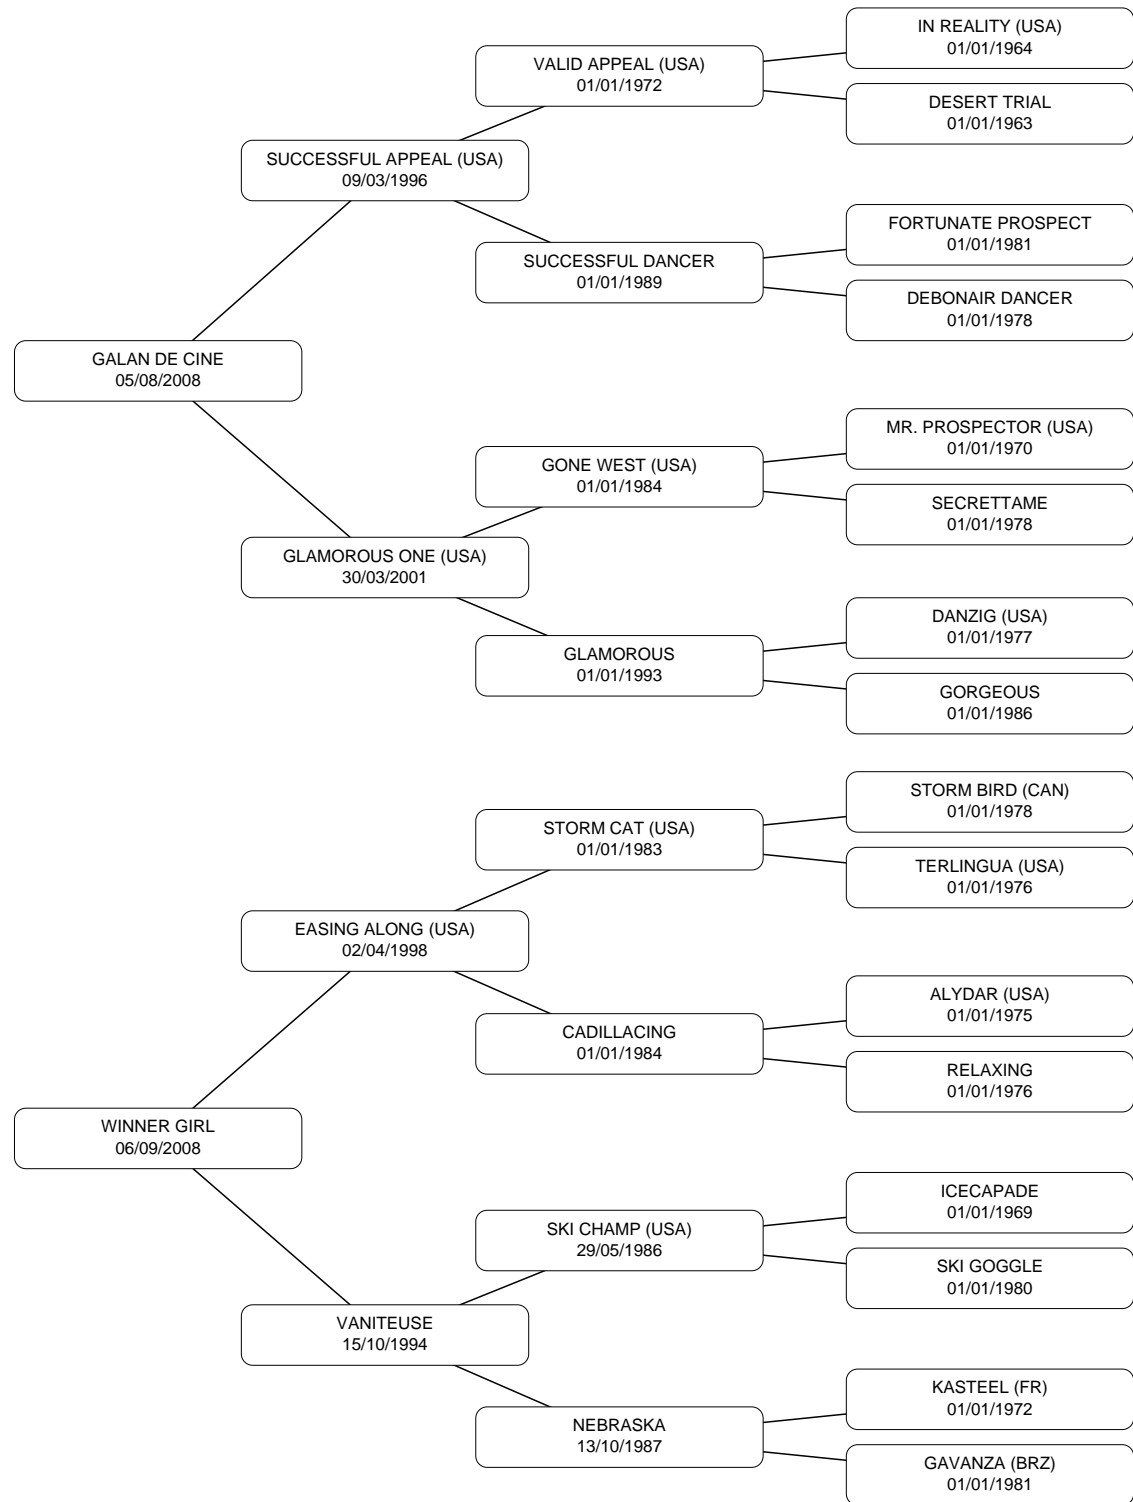 IN REALITY (USA)
01/01/1964
VALID APPEAL (USA)
01/01/1972
DESERT TRIAL
01/01/1963
SUCCESSFUL APPEAL (USA)
09/03/1996
FORTUNATE PROSPECT
01/01/1981
SUCCESSFUL DANCER
01/01/1989
DEBONAIR DANCER
01/01/1978
GALAN DE CINE
05/08/2008
MR. PROSPECTOR (USA)
01/01/1970
GONE WEST (USA)
01/01/1984
SECRETTAME
01/01/1978
GLAMOROUS ONE (USA)
30/03/2001
DANZIG (USA)
01/01/1977
GLAMOROUS
01/01/1993
GORGEOUS
01/01/1986
STORM BIRD (CAN)
01/01/1978
STORM CAT (USA)
01/01/1983
TERLINGUA (USA)
01/01/1976
EASING ALONG (USA)
02/04/1998
ALYDAR (USA)
01/01/1975
CADILLACING
01/01/1984
RELAXING
01/01/1976
WINNER GIRL
06/09/2008
ICECAPADE
01/01/1969
SKI CHAMP (USA)
29/05/1986
SKI GOGGLE
01/01/1980
VANITEUSE
15/10/1994
KASTEEL (FR)
01/01/1972
NEBRASKA
13/10/1987
GAVANZA (BRZ)
01/01/1981